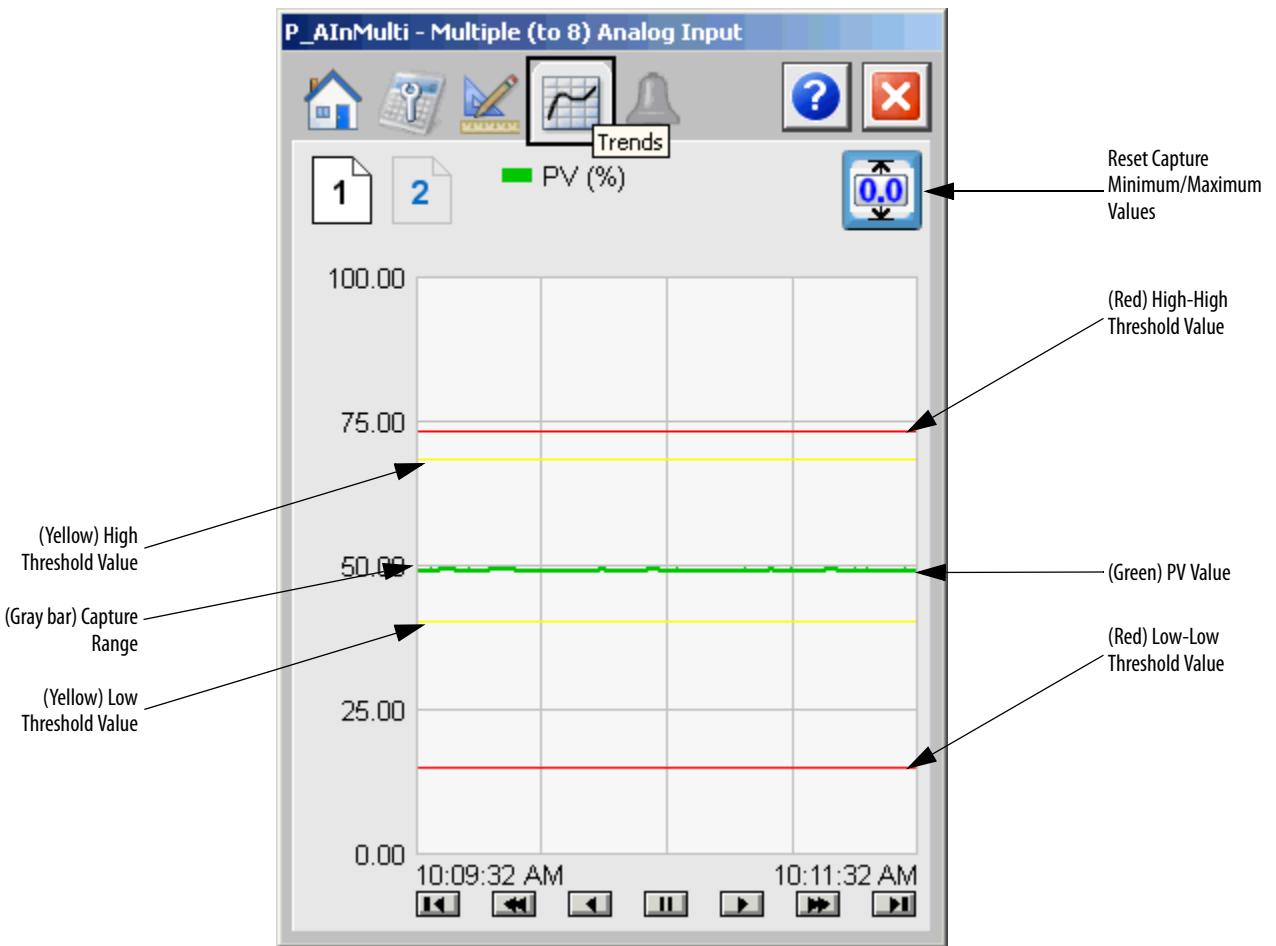 P_AInMulti - Multiple (to 8) Analog Input
?
Trends
1
2
PV (%)
0.0
Reset Capture
Minimum/Maximum
Values
100.00
(Red) High-High
Threshold Value
75.00
(Yellow) High
Threshold Value
50.00
(Green) PV Value
(Gray bar) Capture
Range
(Red) Low-Low
Threshold Value
(Yellow) Low
Threshold Value
25.00
0.00
10:09:32 AM
10:11:32 AM